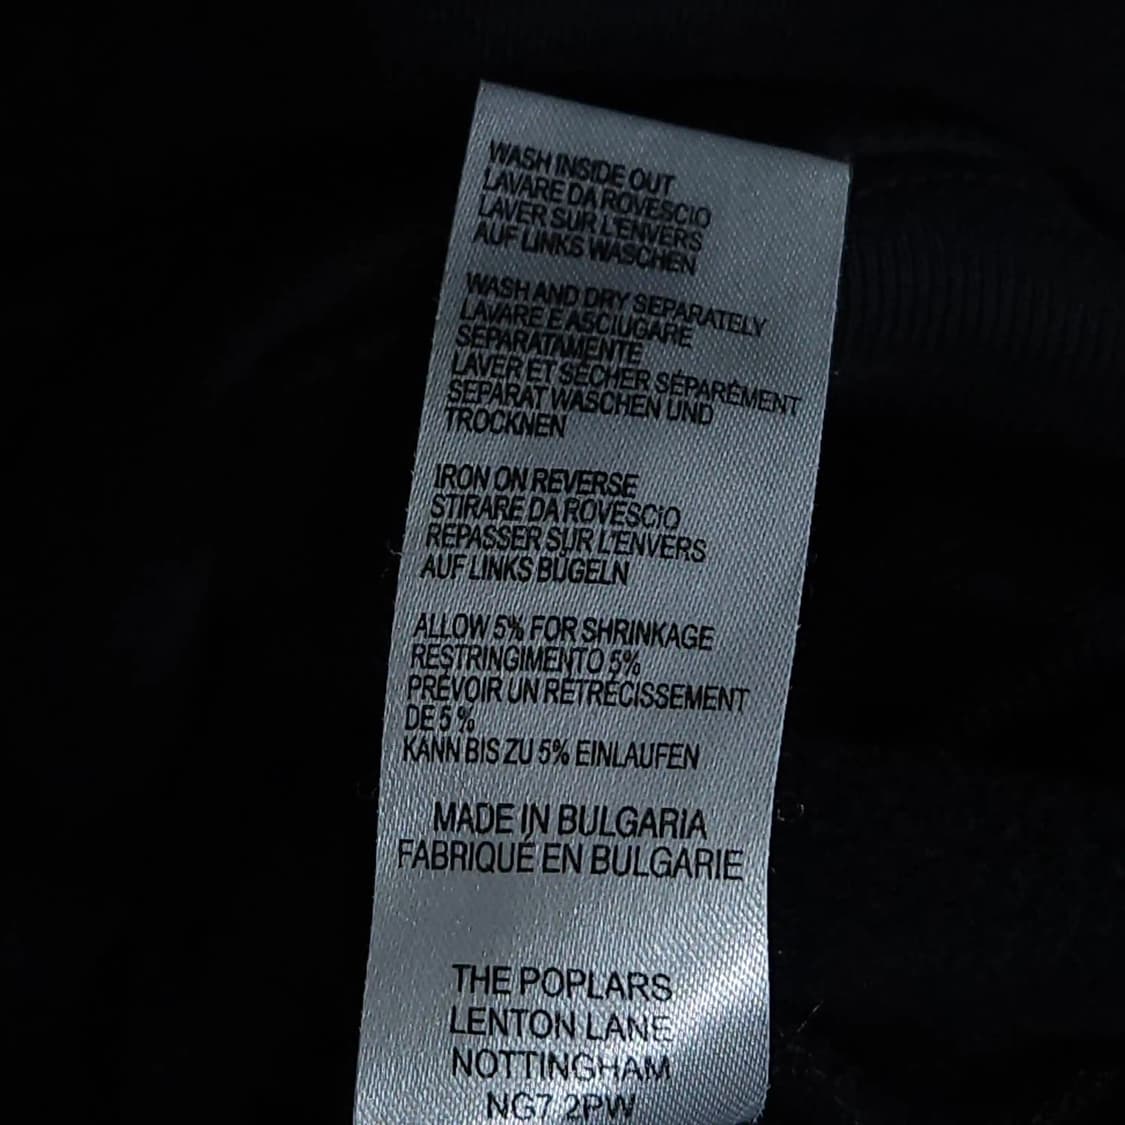 WASH INSIDE OUT
LAVARE DA ROVESCIO
LAVER SUR L'ENVERS
AUF LINKS WASCHEN
WASH AND DRY SEPARATELY
LAVARE E ASCIUGARE
SEPARATAMENTE
LAVER ET SÉCHER SÉPARÉMENT
SEPARAT WASCHEN UND
TROCKNEN
IRON ON REVERSE
STIRARE DA ROVESCIO
REPASSER SUR L'ENVERS
AUF LINKS BÜGELN
ALLOW 5% FOR SHRINKAGE
RESTRINGIMENTO 5%
PRÉVOIR UN RÉTRÉCISSEMENT
DE 5 %
KANN BIS ZU 5% EINLAUFEN
MADE IN BULGARIA
FABRIQUÉ EN BULGARIE
THE POPLARS
LENTON LANE
NOTTINGHAM
NG7 2PW